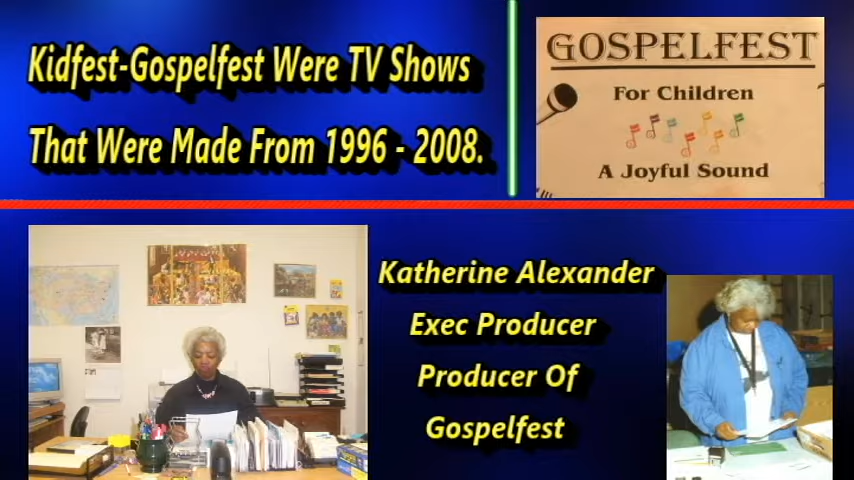 Kidfest-Gospelfest Were TV Shows
That Were Made From 1996 - 2008.
GOSPELFEST
For Children
A Joyful Sound
Katherine Alexander
Exec Producer
Producer Of
Gospelfest